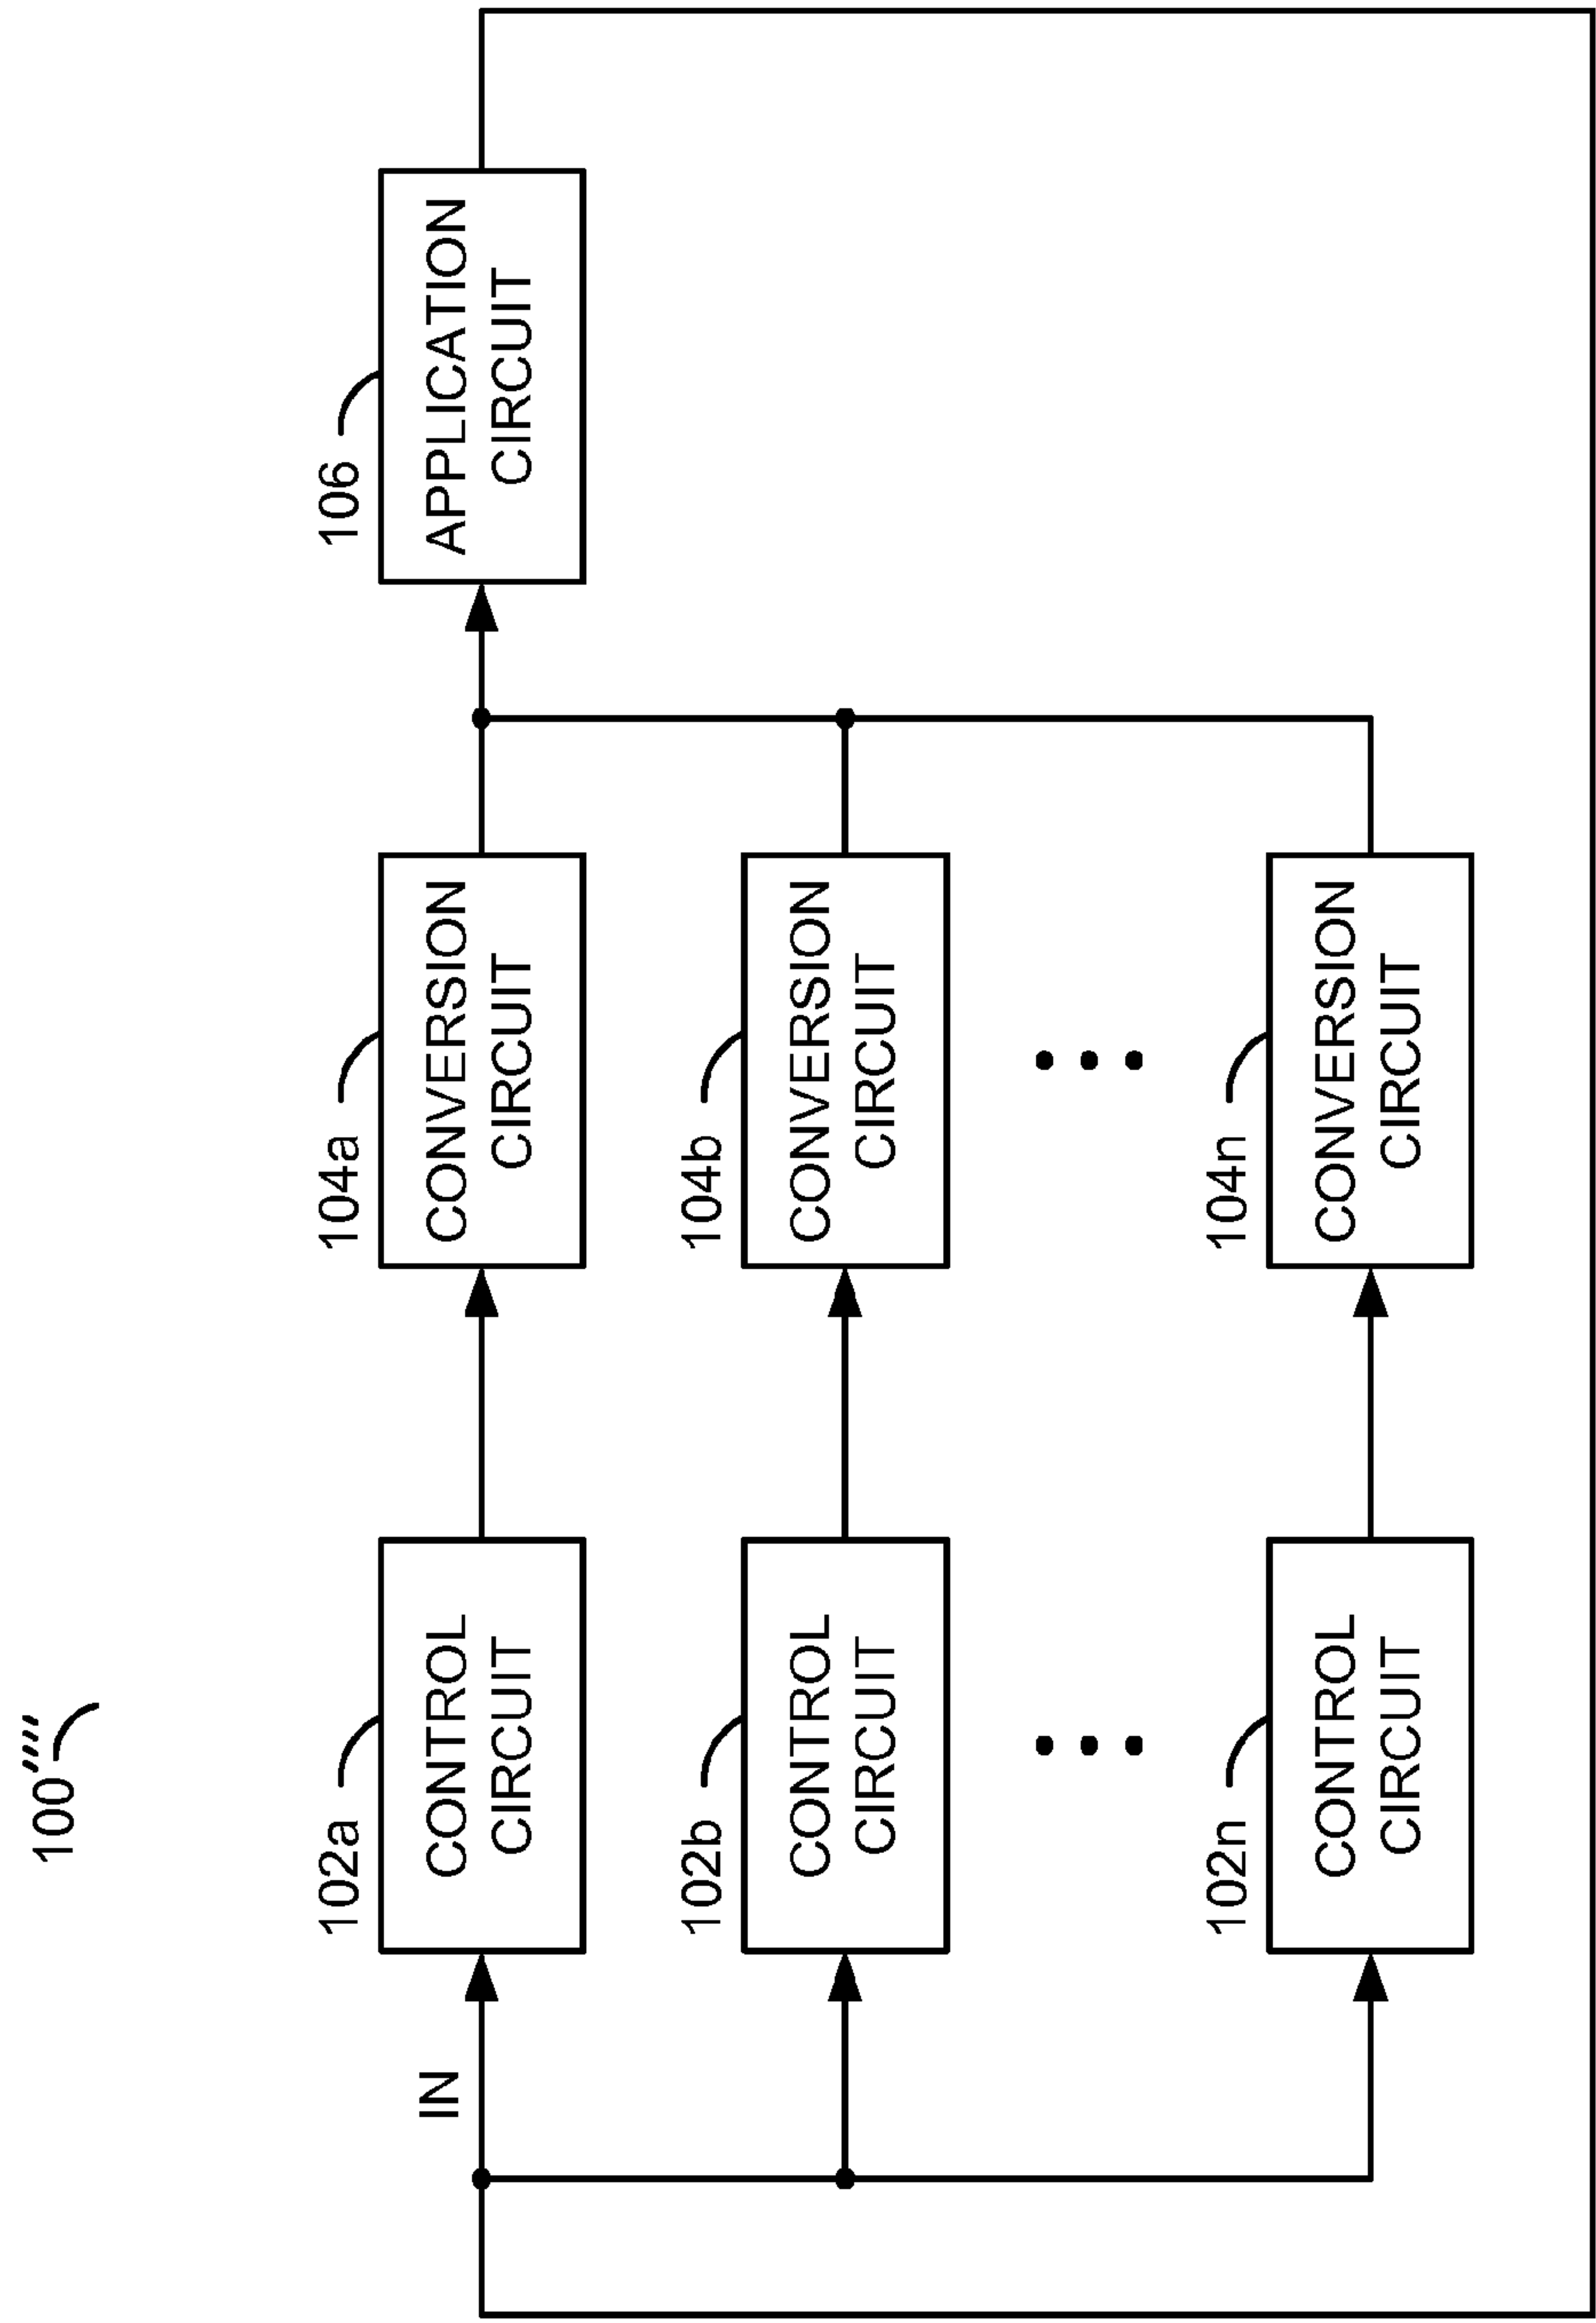 100''''
102a
104a
106
IN
CONTROL
CIRCUIT
CONVERSION
CIRCUIT
APPLICATION
CIRCUIT
102b
104b
CONTROL
CIRCUIT
CONVERSION
CIRCUIT
102n
104n
CONTROL
CIRCUIT
CONVERSION
CIRCUIT